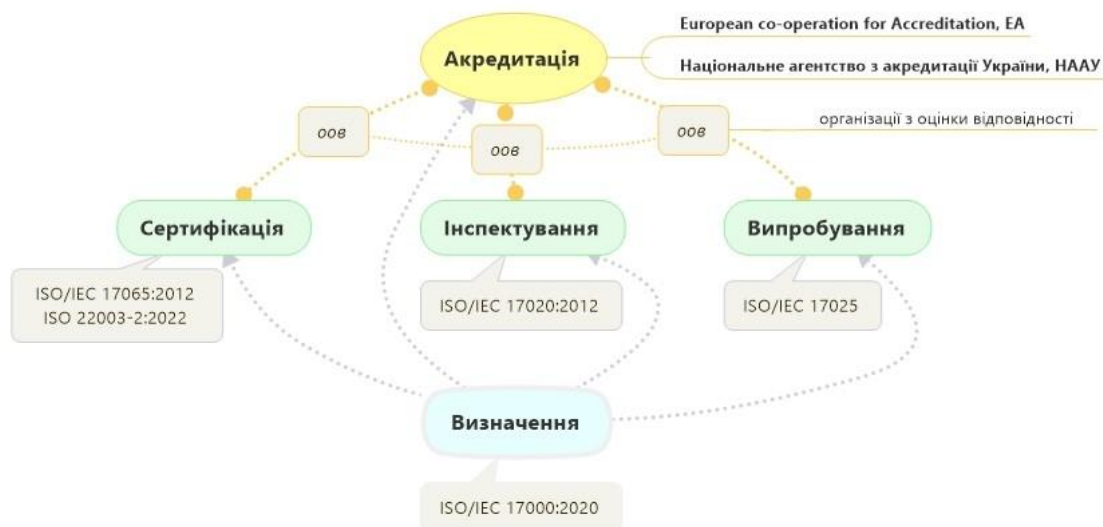 European co-operation for Accreditation, EA
Акредитація
Національне агентство з акредитації України, НААУ
оов
оов
оов
організації з оцінки відповідності
Сертифікація
Інспектування
Випробування
ISO/IEC 17065:2012
ISO 22003-2:2022
ISO/IEC 17020:2012
ISO/IEC 17025
Визначення
ISO/IEC 17000:2020